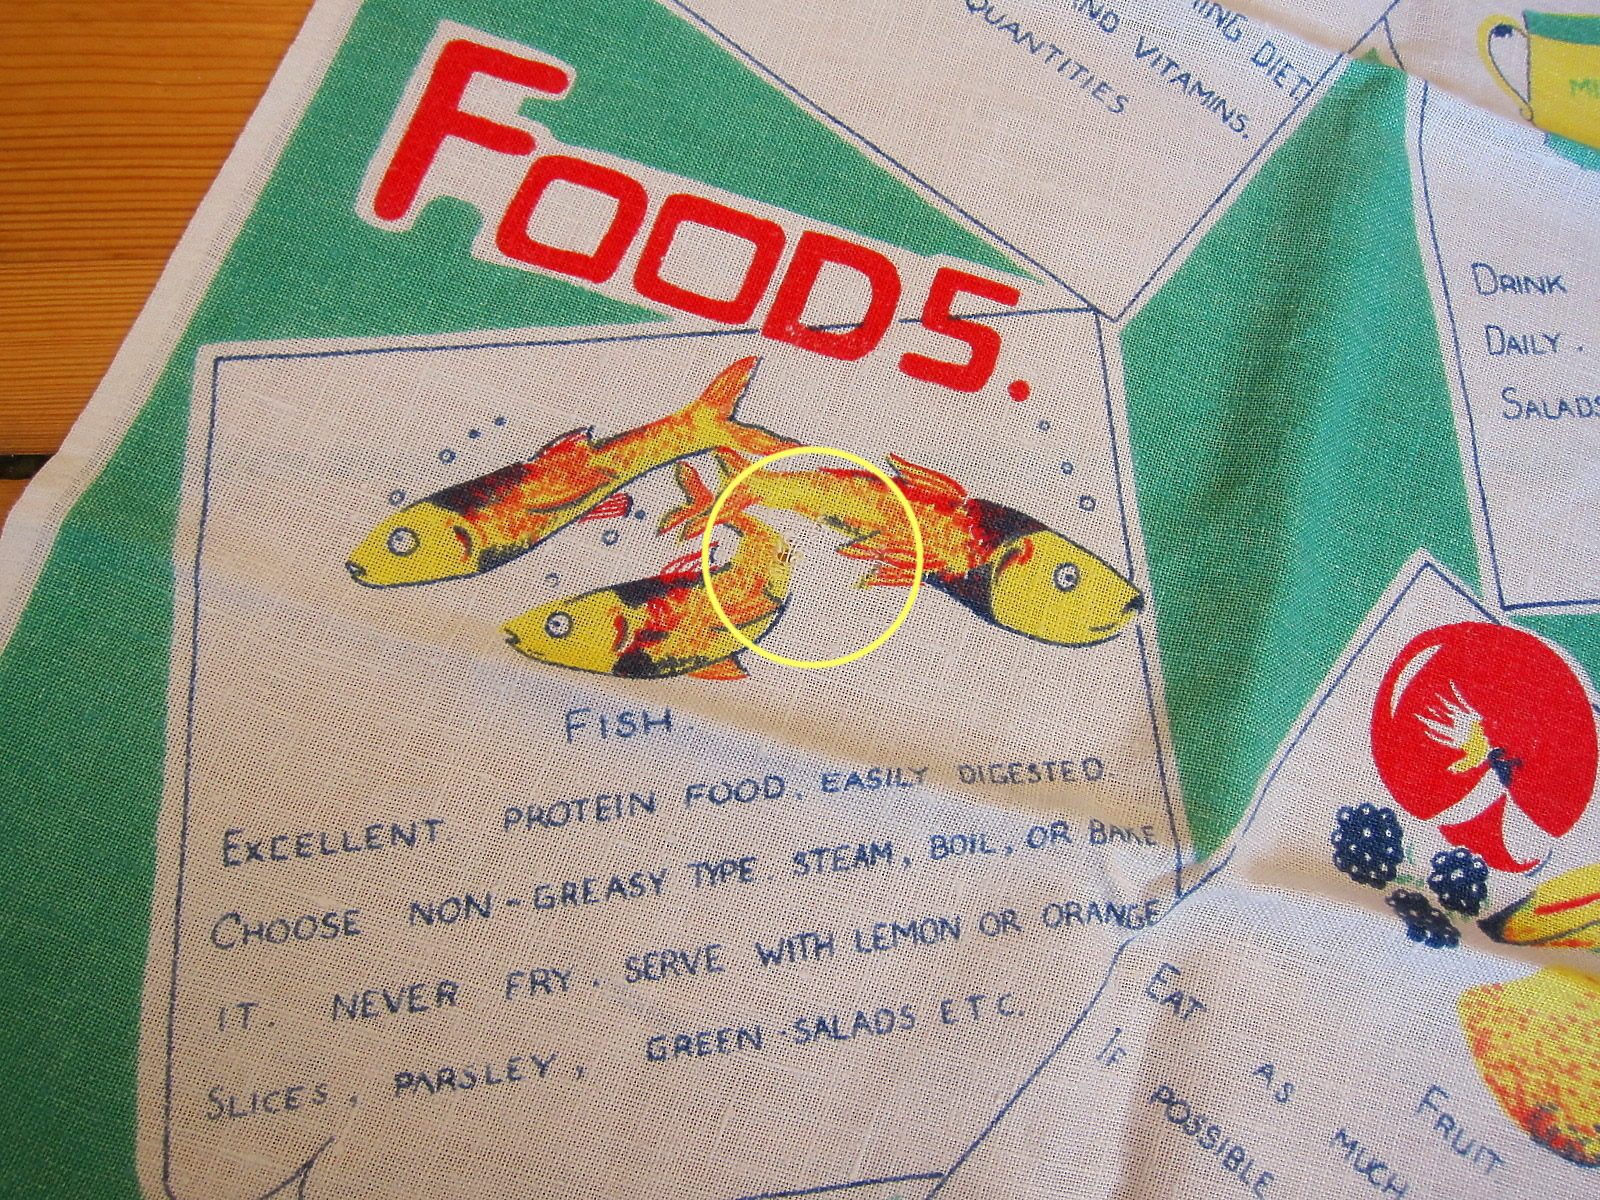 ING DIET
AND VITAMINS.
QUANTITIES
FOODS.
DRINK
DAILY.
SALADS
FISH.
EXCELLENT PROTEIN FOOD, EASILY DIGESTED.
CHOOSE NON-GREASY TYPE. STEAM, BOIL, OR BAKE
IT. NEVER FRY. SERVE WITH LEMON OR ORANGE
SLICES, PARSLEY, GREEN-SALADS ETC.
EAT AS MUCH FRUIT
IF POSSIBLE